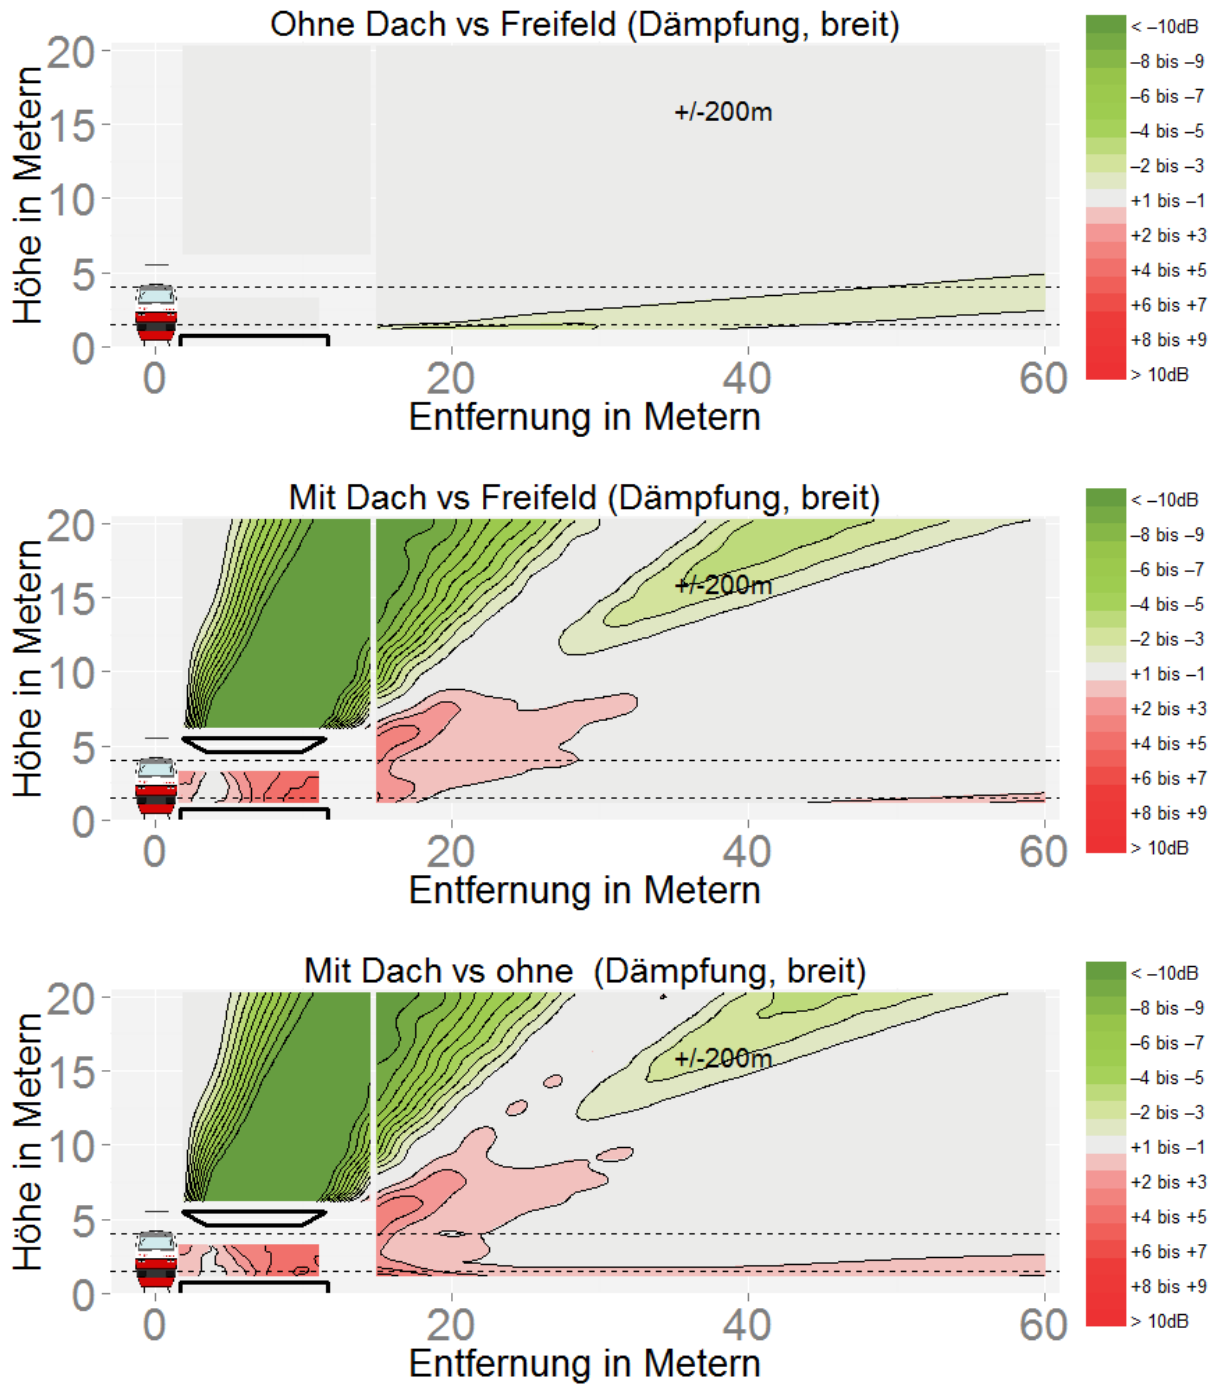 Ohne Dach vs Freifeld (Dämpfung, breit)
Höhe in Metern
20
15
10
5
0
+/-200m
0 20 40 60
Entfernung in Metern
< –10dB
–8 bis –9
–6 bis –7
–4 bis –5
–2 bis –3
+1 bis –1
+2 bis +3
+4 bis +5
+6 bis +7
+8 bis +9
> 10dB
Mit Dach vs Freifeld (Dämpfung, breit)
Höhe in Metern
20
15
10
5
0
+/-200m
0 20 40 60
Entfernung in Metern
< –10dB
–8 bis –9
–6 bis –7
–4 bis –5
–2 bis –3
+1 bis –1
+2 bis +3
+4 bis +5
+6 bis +7
+8 bis +9
> 10dB
Mit Dach vs ohne (Dämpfung, breit)
Höhe in Metern
20
15
10
5
0
+/-200m
0 20 40 60
Entfernung in Metern
< –10dB
–8 bis –9
–6 bis –7
–4 bis –5
–2 bis –3
+1 bis –1
+2 bis +3
+4 bis +5
+6 bis +7
+8 bis +9
> 10dB